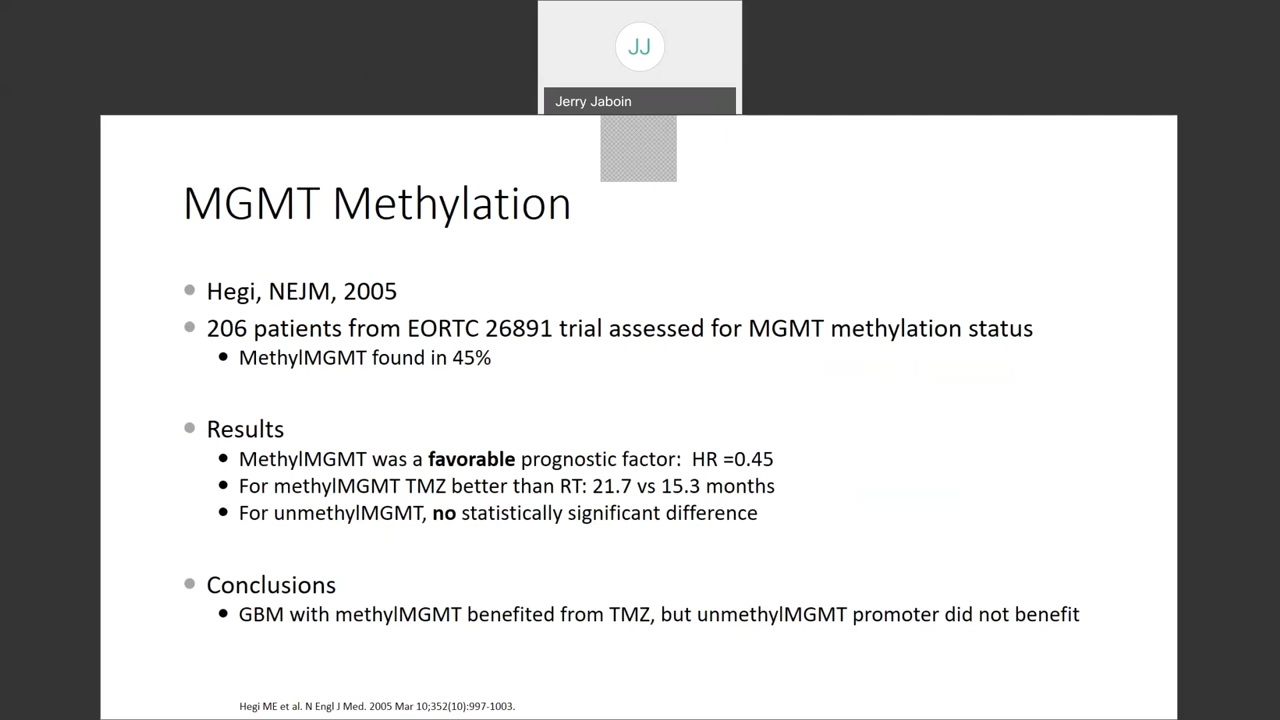 JJ
Jerry Jaboin
MGMT Methylation
Hegi, NEJM, 2005
206 patients from EORTC 26891 trial assessed for MGMT methylation status
MethylMGMT found in 45%
Results
MethylMGMT was a favorable prognostic factor: HR =0.45
For methylMGMT TMZ better than RT: 21.7 vs 15.3 months
For unmethylMGMT, no statistically significant difference
Conclusions
GBM with methylMGMT benefited from TMZ, but unmethylMGMT promoter did not benefit
Hegi ME et al. N Engl J Med. 2005 Mar 10;352(10):997-1003.